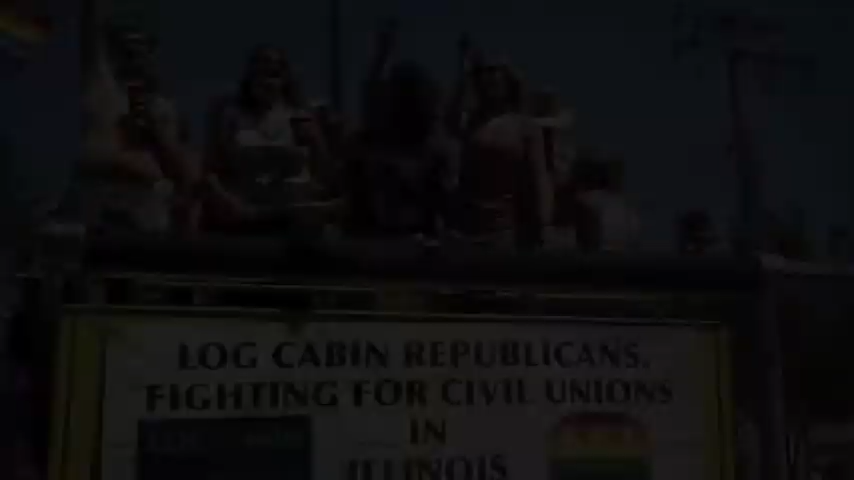 LOG CABIN REPUBLICANS.
FIGHTING FOR CIVIL UNIONS
IN
ILLINOIS